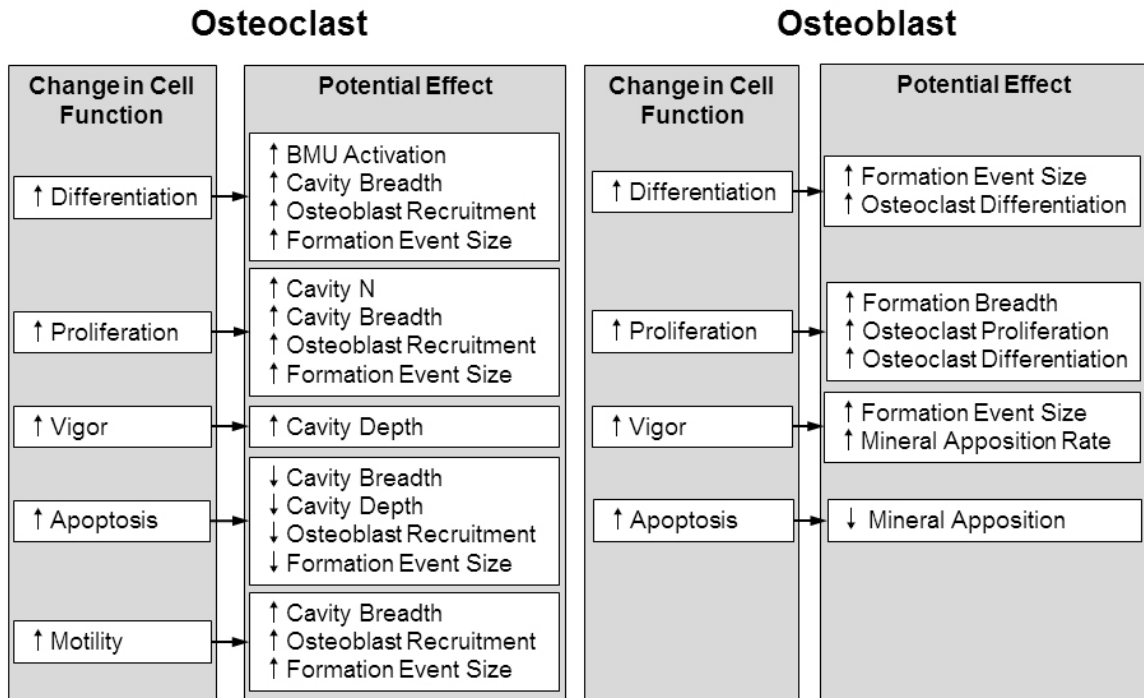 Osteoclast
Change in Cell
Function
Potential Effect
↑ Differentiation
↑ BMU Activation
↑ Cavity Breadth
↑ Osteoblast Recruitment
↑ Formation Event Size
↑ Proliferation
↑ Cavity N
↑ Cavity Breadth
↑ Osteoblast Recruitment
↑ Formation Event Size
↑ Vigor
↑ Cavity Depth
↑ Apoptosis
↓ Cavity Breadth
↓ Cavity Depth
↓ Osteoblast Recruitment
↓ Formation Event Size
↑ Motility
↑ Cavity Breadth
↑ Osteoblast Recruitment
↑ Formation Event Size
Osteoblast
Change in Cell
Function
Potential Effect
↑ Differentiation
↑ Formation Event Size
↑ Osteoclast Differentiation
↑ Proliferation
↑ Formation Breadth
↑ Osteoclast Proliferation
↑ Osteoclast Differentiation
↑ Vigor
↑ Formation Event Size
↑ Mineral Apposition Rate
↑ Apoptosis
↓ Mineral Apposition